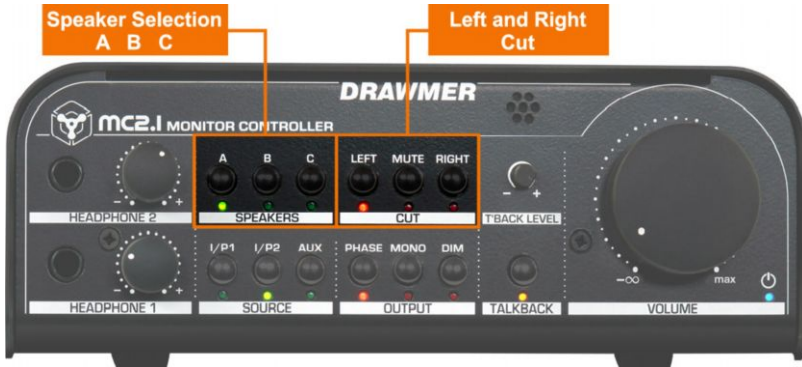 Speaker Selection
A B C
Left and Right
Cut
DRAWMER
MC2.1 MONITOR CONTROLLER
A B C
LEFT MUTE RIGHT
- +
- +
HEADPHONE 2
SPEAKERS
CUT
T'BACK LEVEL
I/P1 I/P2 AUX
PHASE MONO DIM
- +
-∞ max
HEADPHONE 1
SOURCE
OUTPUT
TALKBACK
VOLUME